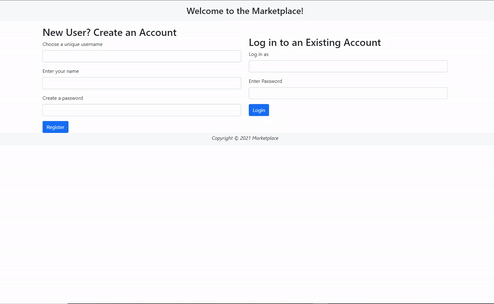 Welcome to the Marketplace!
New User? Create an Account
Choose a unique username
Enter your name
Create a password
Register
Log in to an Existing Account
Log in as
Enter Password
Login
Copyright © 2021 Marketplace